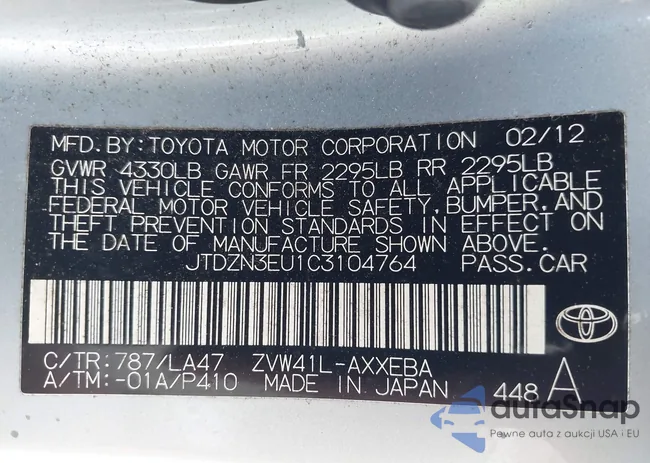 MFD.BY:TOYOTA MOTOR CORPORATION 02/12
GVWR 4330LB GAWR FR 2295LB RR 2295LB
THIS VEHICLE CONFORMS TO ALL APPLICABLE
FEDERAL MOTOR VEHICLE SAFETY,BUMPER,AND
THEFT PREVENTION STANDARDS IN EFFECT ON
THE DATE OF MANUFACTURE SHOWN ABOVE.
JTDZN3EU1C3104764 PASS.CAR
C/TR:787/LA47 ZVW41L-AXXEBA
A/TM:-01A/P410 MADE IN JAPAN 448 A
auraSnap
Pewne auta z aukcji USA i EU